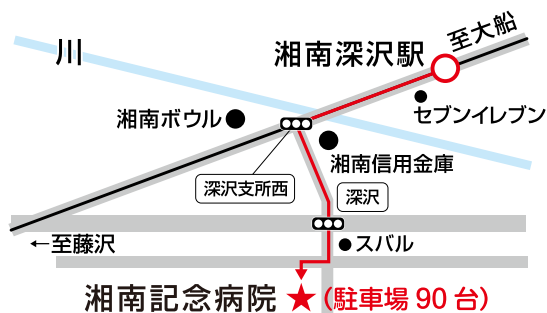 至大船
川
湘南深沢駅
セブンイレブン
湘南ボウル
湘南信用金庫
深沢支所西
深沢
←至藤沢
スバル
湘南記念病院 ★(駐車場90台)